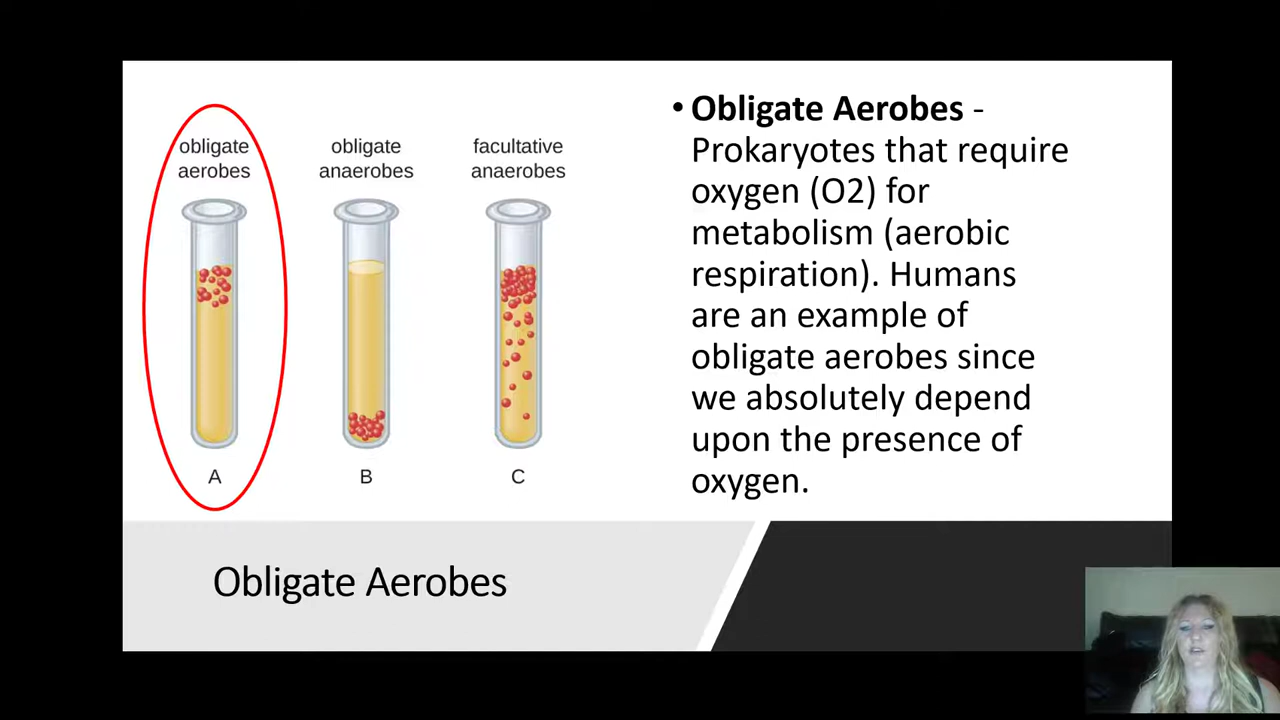 obligate
aerobes
obligate
anaerobes
facultative
anaerobes
A
B
C
• Obligate Aerobes -
Prokaryotes that require
oxygen (O2) for
metabolism (aerobic
respiration). Humans
are an example of
obligate aerobes since
we absolutely depend
upon the presence of
oxygen.
Obligate Aerobes